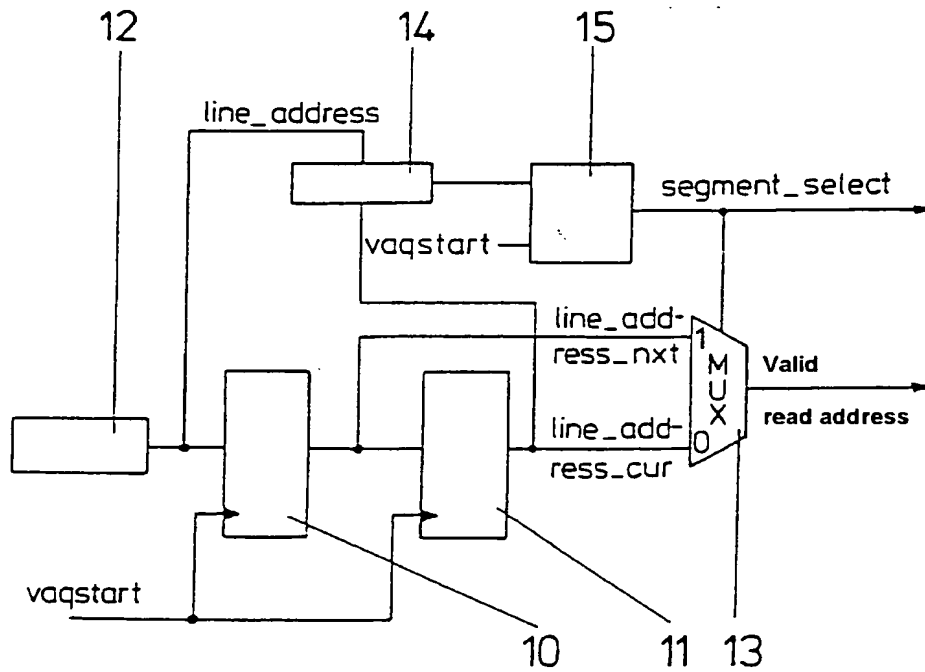 12
14
15
line_address
segment_select
vaqstart
line_add-
ress_nxt
1
MUX
0
Valid
read address
line_add-
ress_cur
vaqstart
10
11
13